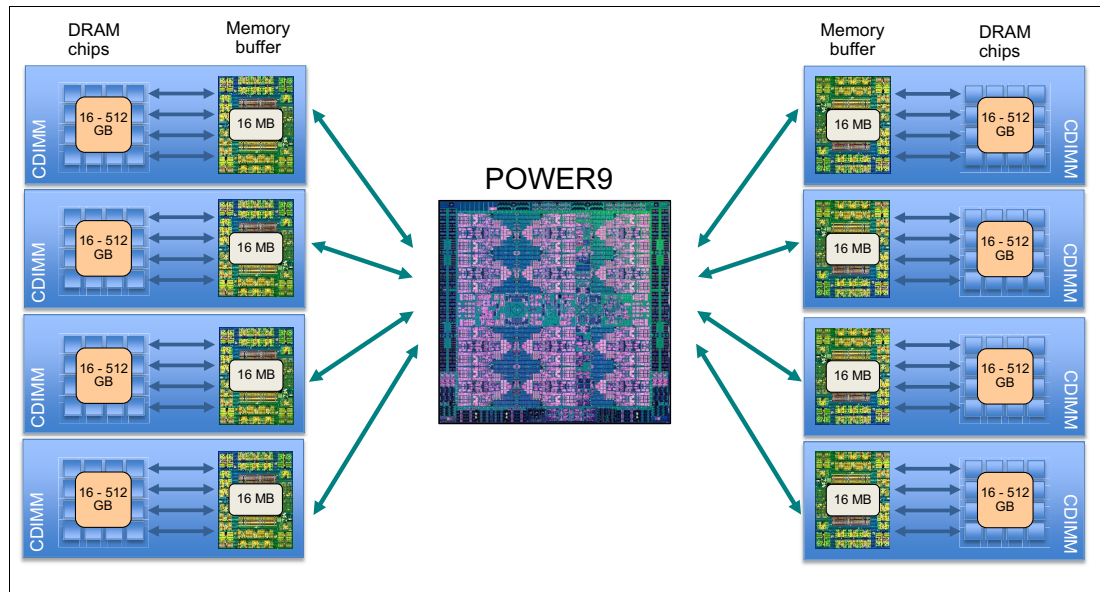 DRAM
chips
Memory
buffer
Memory
buffer
DRAM
chips
CDIMM
16 - 512
GB
16 MB
16 MB
16 - 512
GB
CDIMM
POWER9
CDIMM
16 - 512
GB
16 MB
16 MB
16 - 512
GB
CDIMM
CDIMM
16 - 512
GB
16 MB
16 MB
16 - 512
GB
CDIMM
CDIMM
16 - 512
GB
16 MB
16 MB
16 - 512
GB
CDIMM